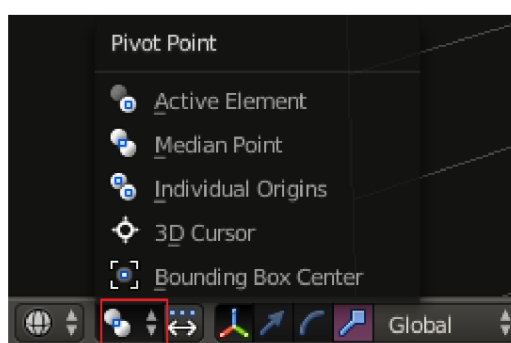 Pivot Point
Active Element
Median Point
Individual Origins
3D Cursor
Bounding Box Center
Global